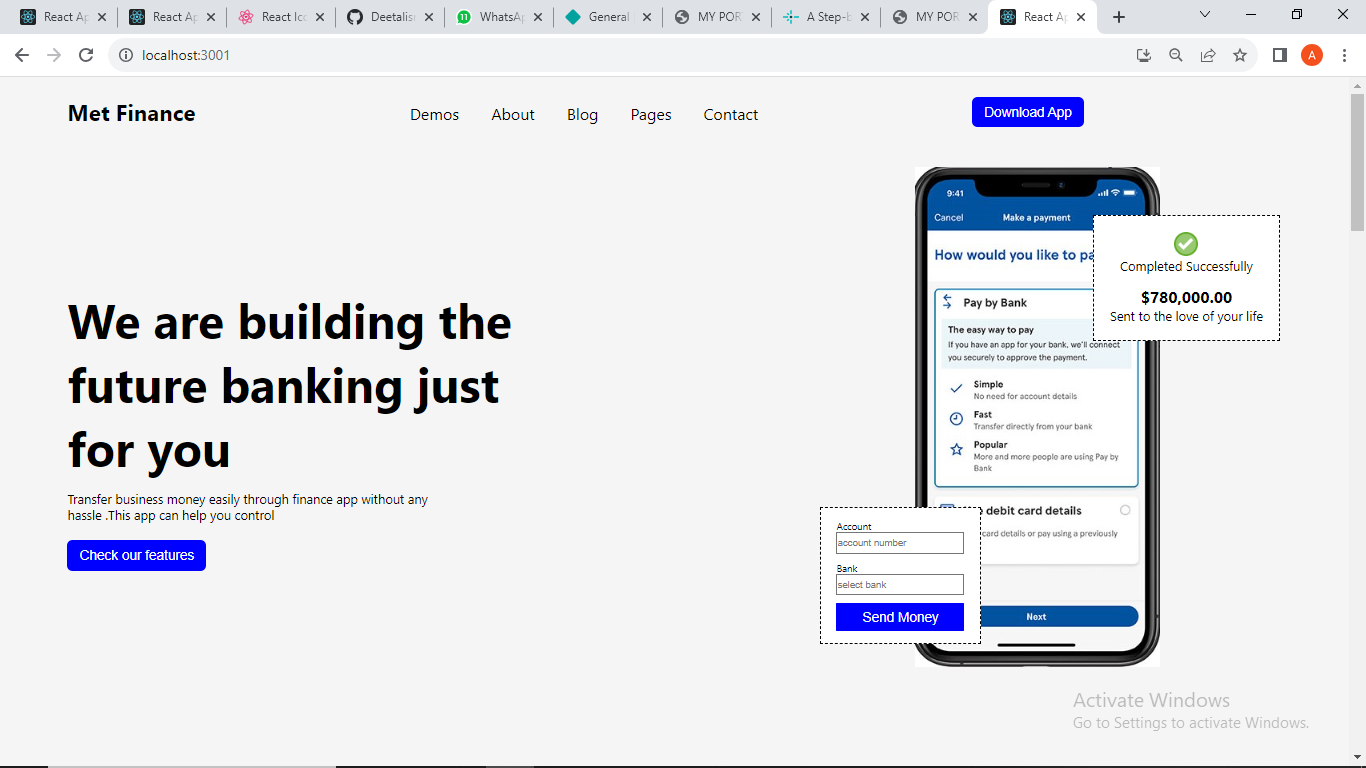 React Ap
React Ap
React Ico
Deetalis
WhatsAp
General
MY POR
A Step-b
MY POR
React Ap
localhost:3001
A
Met Finance
Demos
About
Blog
Pages
Contact
Download App
We are building the
future banking just
for you
Transfer business money easily through finance app without any
hassle .This app can help you control
Check our features
9:41
Cancel
Make a payment
How would you like to pa
Pay by Bank
The easy way to pay
If you have an app for your bank, we'll connect
you securely to approve the payment.
Simple
No need for account details
Fast
Transfer directly from your bank
Popular
More and more people are using Pay by
Bank
debit card details
card details or pay using a previously
Next
Completed Successfully
$780,000.00
Sent to the love of your life
Account
account number
Bank
select bank
Send Money
Activate Windows
Go to Settings to activate Windows.